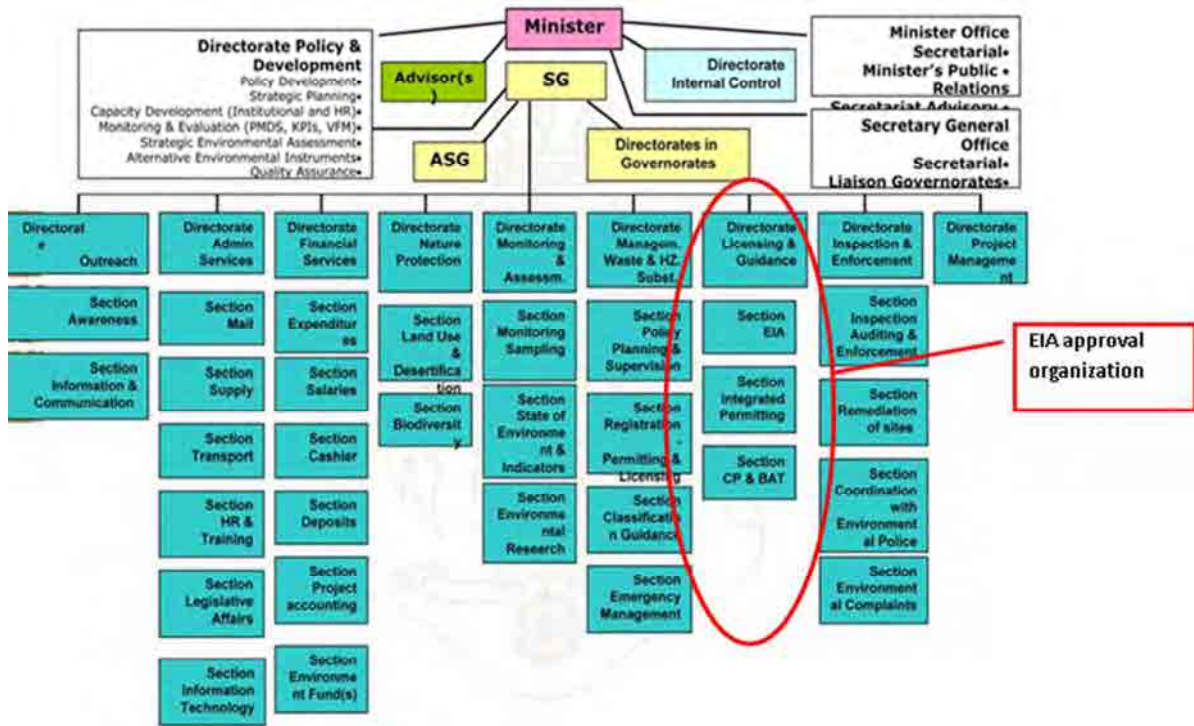 Minister
Directorate Policy &
Development
Policy Development•
Strategic Planning•
Capacity Development (Institutional and HR)•
Monitoring & Evaluation (PMDS, KPIs, VFM)•
Strategic Environmental Assessment•
Alternative Environmental Instruments•
Quality Assurance•
Advisor(s
)
SG
Directorate
Internal Control
Minister Office
Secretarial•
Minister's Public •
Relations
Secretariat Advisory •
ASG
Directorates in
Governorates
Secretary General
Office
Secretarial•
Liaison Governorates•
Directorat
e
Outreach
Section
Awareness
Section
Information &
Communication
Directorate
Admin
Services
Section
Mail
Section
Supply
Section
Transport
Section
HR &
Training
Section
Legislative
Affairs
Section
Information
Technology
Directorate
Financial
Services
Section
Expenditur
es
Section
Salaries
Section
Cashier
Section
Deposits
Section
Project
accounting
Section
Environme
nt Fund(s)
Directorate
Nature
Protection
Section
Land Use
&
Desertifica
tion
Section
Biodiversit
y
Directorate
Monitoring
&
Assessm.
Section
Monitoring
Sampling
Section
State of
Environme
nt &
Indicators
Section
Environme
ntal
Research
Directorate
Managem.
Waste & HZ.
Subst.
Section
Policy
Planning &
Supervision
Section
Registration
-
Permitting &
Licensing
Section
Classificatio
n Guidance
Section
Emergency
Management
Directorate
Licensing &
Guidance
Section
EIA
Section
Integrated
Permitting
Section
CP & BAT
Directorate
Inspection &
Enforcement
Section
Inspection
Auditing &
Enforcement
Section
Remediation
of sites
Section
Coordination
with
Environment
al Police
Section
Environment
al Complaints
Directorate
Project
Manageme
nt
EIA approval
organization